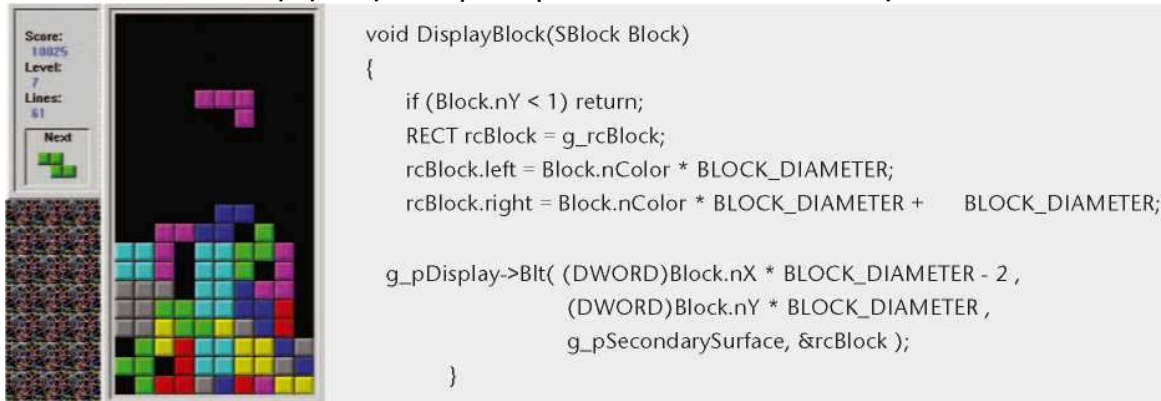 Score:
10025
Level:
7
Lines:
61
Next
void DisplayBlock(SBlock Block)
{
if (Block.nY < 1) return;
RECT rcBlock = g_rcBlock;
rcBlock.left = Block.nColor * BLOCK_DIAMETER;
rcBlock.right = Block.nColor * BLOCK_DIAMETER + BLOCK_DIAMETER;
g_pDisplay->Blt( (DWORD)Block.nX * BLOCK_DIAMETER - 2 ,
(DWORD)Block.nY * BLOCK_DIAMETER ,
g_pSecondarySurface, &rcBlock );
}